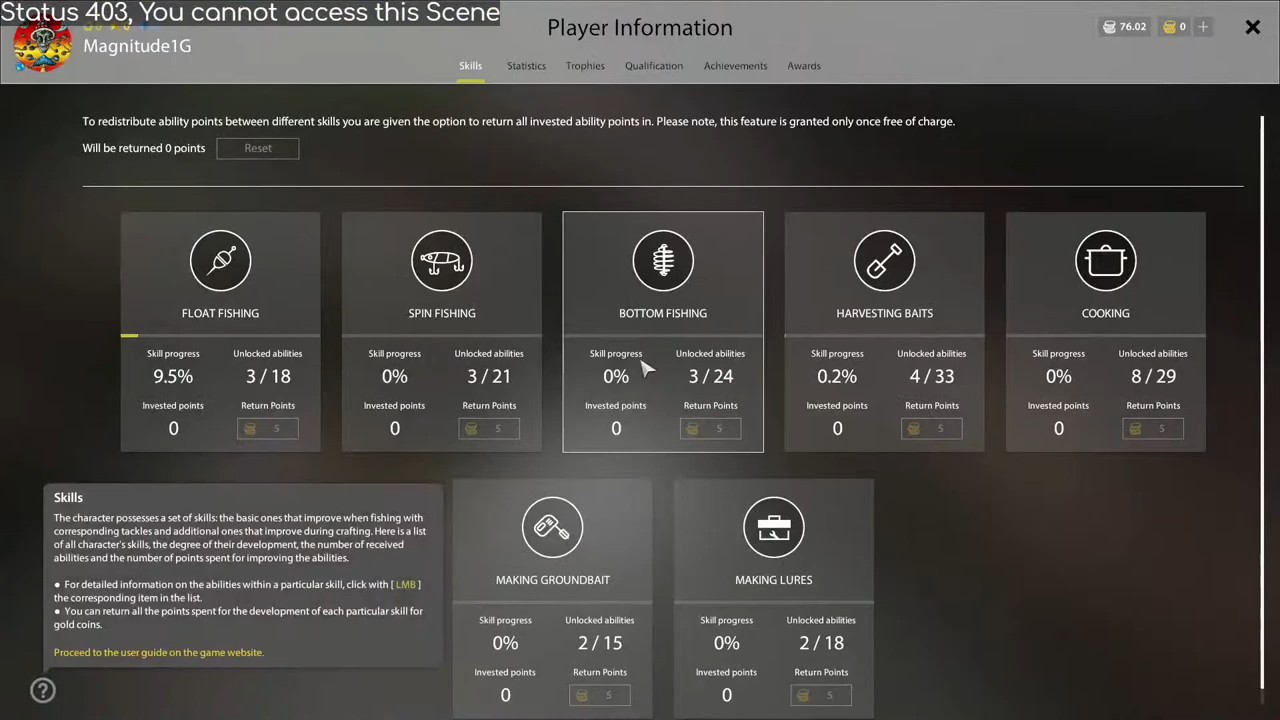 Status 403, You cannot access this Scene
Magnitude1G
Player Information
76.02
0
Skills
Statistics
Trophies
Qualification
Achievements
Awards
To redistribute ability points between different skills you are given the option to return all invested ability points in. Please note, this feature is granted only once free of charge.
Will be returned 0 points
Reset
FLOAT FISHING
Skill progress
Unlocked abilities
9.5%
3 / 18
Invested points
Return Points
0
5
SPIN FISHING
Skill progress
Unlocked abilities
0%
3 / 21
Invested points
Return Points
0
5
BOTTOM FISHING
Skill progress
Unlocked abilities
0%
3 / 24
Invested points
Return Points
0
5
HARVESTING BAITS
Skill progress
Unlocked abilities
0.2%
4 / 33
Invested points
Return Points
0
5
COOKING
Skill progress
Unlocked abilities
0%
8 / 29
Invested points
Return Points
0
5
Skills
The character possesses a set of skills: the basic ones that improve when fishing with
corresponding tackles and additional ones that improve during crafting. Here is a list
of all character's skills, the degree of their development, the number of received
abilities and the number of points spent for improving the abilities.
● For detailed information on the abilities within a particular skill, click with [ LMB ]
the corresponding item in the list.
● You can return all the points spent for the development of each particular skill for
gold coins.
Proceed to the user guide on the game website.
MAKING GROUNDBAIT
Skill progress
Unlocked abilities
0%
2 / 15
Invested points
Return Points
0
5
MAKING LURES
Skill progress
Unlocked abilities
0%
2 / 18
Invested points
Return Points
0
5
?